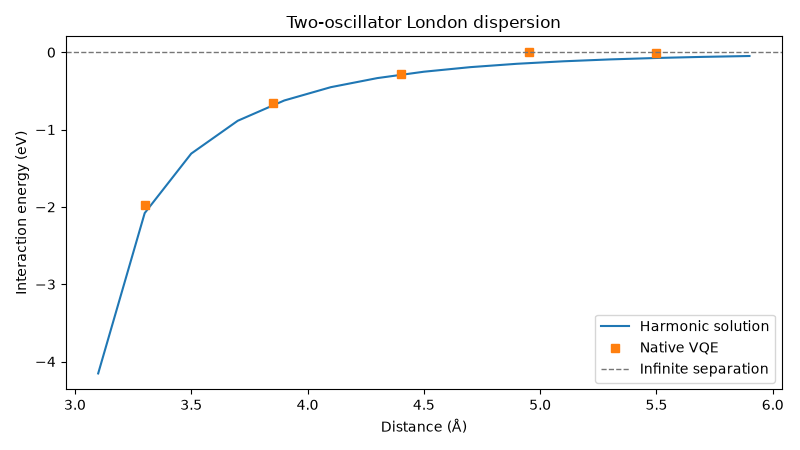 Two-oscillator London dispersion
Interaction energy (eV)
0
−1
−2
−3
−4
Harmonic solution
Native VQE
Infinite separation
3.0 3.5 4.0 4.5 5.0 5.5 6.0
Distance (Å)